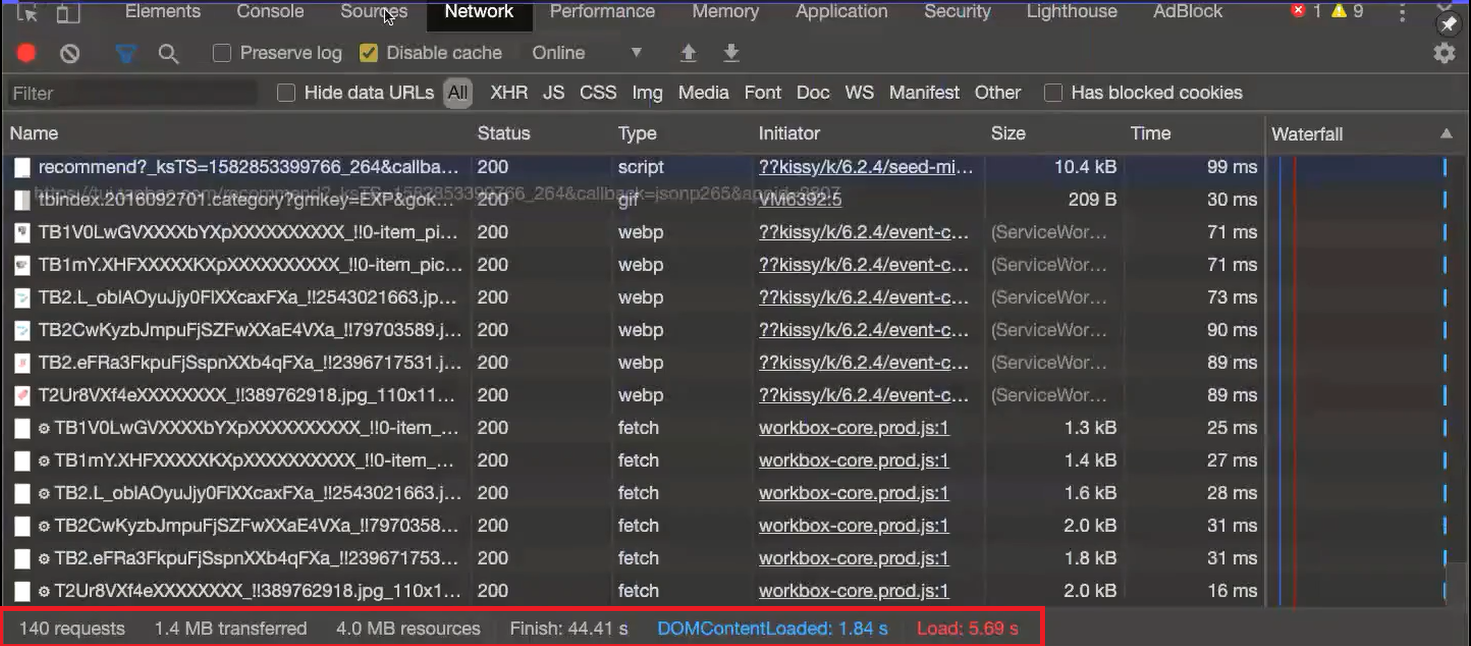 Elements Console Sources Network Performance Memory Application Security Lighthouse AdBlock 1 9
Preserve log Disable cache Online
Filter Hide data URLs All XHR JS CSS Img Media Font Doc WS Manifest Other Has blocked cookies
Name Status Type Initiator Size Time Waterfall
recommend?_ksTS=1582853399766_264&callba... 200 script ??kissy/k/6.2.4/seed-mi... 10.4 kB 99 ms
https://tui.taobao.com/recommend?_ksTS=1582853399766_264&callback=jsonp265&appid=9807
tbindex.2016092701.category?gmkey=EXP&gok... 200 gif VM6392:5 209 B 30 ms
TB1V0LwGVXXXXbYXpXXXXXXXXXX_!!0-item_pi... 200 webp ??kissy/k/6.2.4/event-c... (ServiceWor... 71 ms
TB1mY.XHFXXXXXKXpXXXXXXXXXX_!!0-item_pic... 200 webp ??kissy/k/6.2.4/event-c... (ServiceWor... 71 ms
TB2.L_oblAOyuJjy0FlXXcaxFXa_!!2543021663.jp... 200 webp ??kissy/k/6.2.4/event-c... (ServiceWor... 73 ms
TB2CwKyzbJmpuFjSZFwXXaE4VXa_!!79703589.j... 200 webp ??kissy/k/6.2.4/event-c... (ServiceWor... 90 ms
TB2.eFRa3FkpuFjSspnXXb4qFXa_!!2396717531.j... 200 webp ??kissy/k/6.2.4/event-c... (ServiceWor... 89 ms
T2Ur8VXf4eXXXXXXXX_!!389762918.jpg_110x11... 200 webp ??kissy/k/6.2.4/event-c... (ServiceWor... 89 ms
TB1V0LwGVXXXXbYXpXXXXXXXXXX_!!0-item_... 200 fetch workbox-core.prod.js:1 1.3 kB 25 ms
TB1mY.XHFXXXXXKXpXXXXXXXXXX_!!0-item_... 200 fetch workbox-core.prod.js:1 1.4 kB 27 ms
TB2.L_oblAOyuJjy0FlXXcaxFXa_!!2543021663.j... 200 fetch workbox-core.prod.js:1 1.6 kB 28 ms
TB2CwKyzbJmpuFjSZFwXXaE4VXa_!!7970358... 200 fetch workbox-core.prod.js:1 2.0 kB 31 ms
TB2.eFRa3FkpuFjSspnXXb4qFXa_!!239671753... 200 fetch workbox-core.prod.js:1 1.8 kB 31 ms
T2Ur8VXf4eXXXXXXXX_!!389762918.jpg_110x1... 200 fetch workbox-core.prod.js:1 2.0 kB 16 ms
140 requests 1.4 MB transferred 4.0 MB resources Finish: 44.41 s DOMContentLoaded: 1.84 s Load: 5.69 s